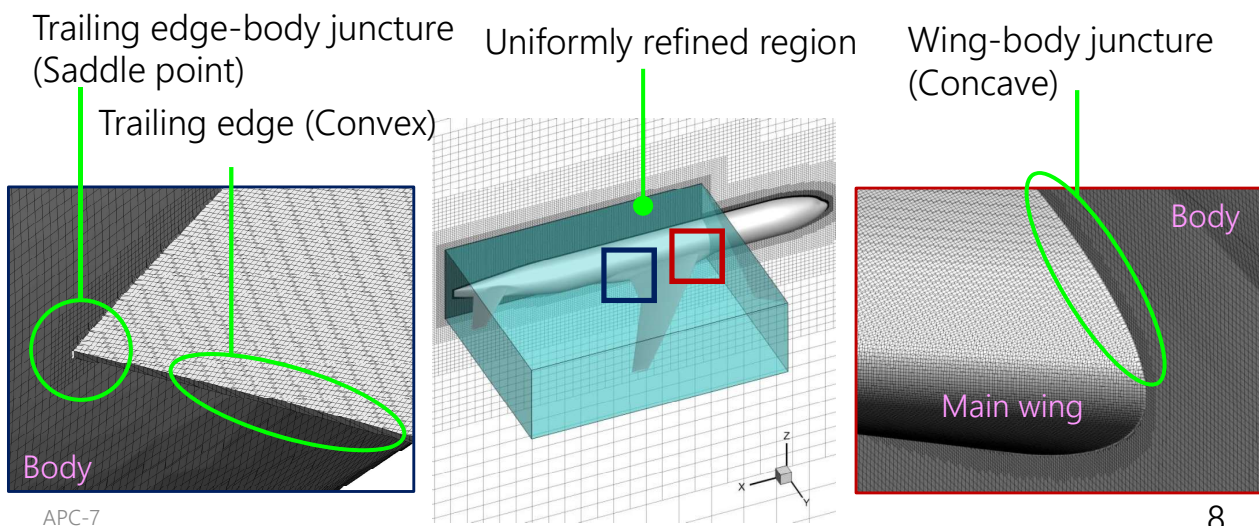 Trailing edge-body juncture
(Saddle point)
Trailing edge (Convex)
Uniformly refined region
Wing-body juncture
(Concave)
Body
Body
Main wing
Z
X
Y
APC-7
8